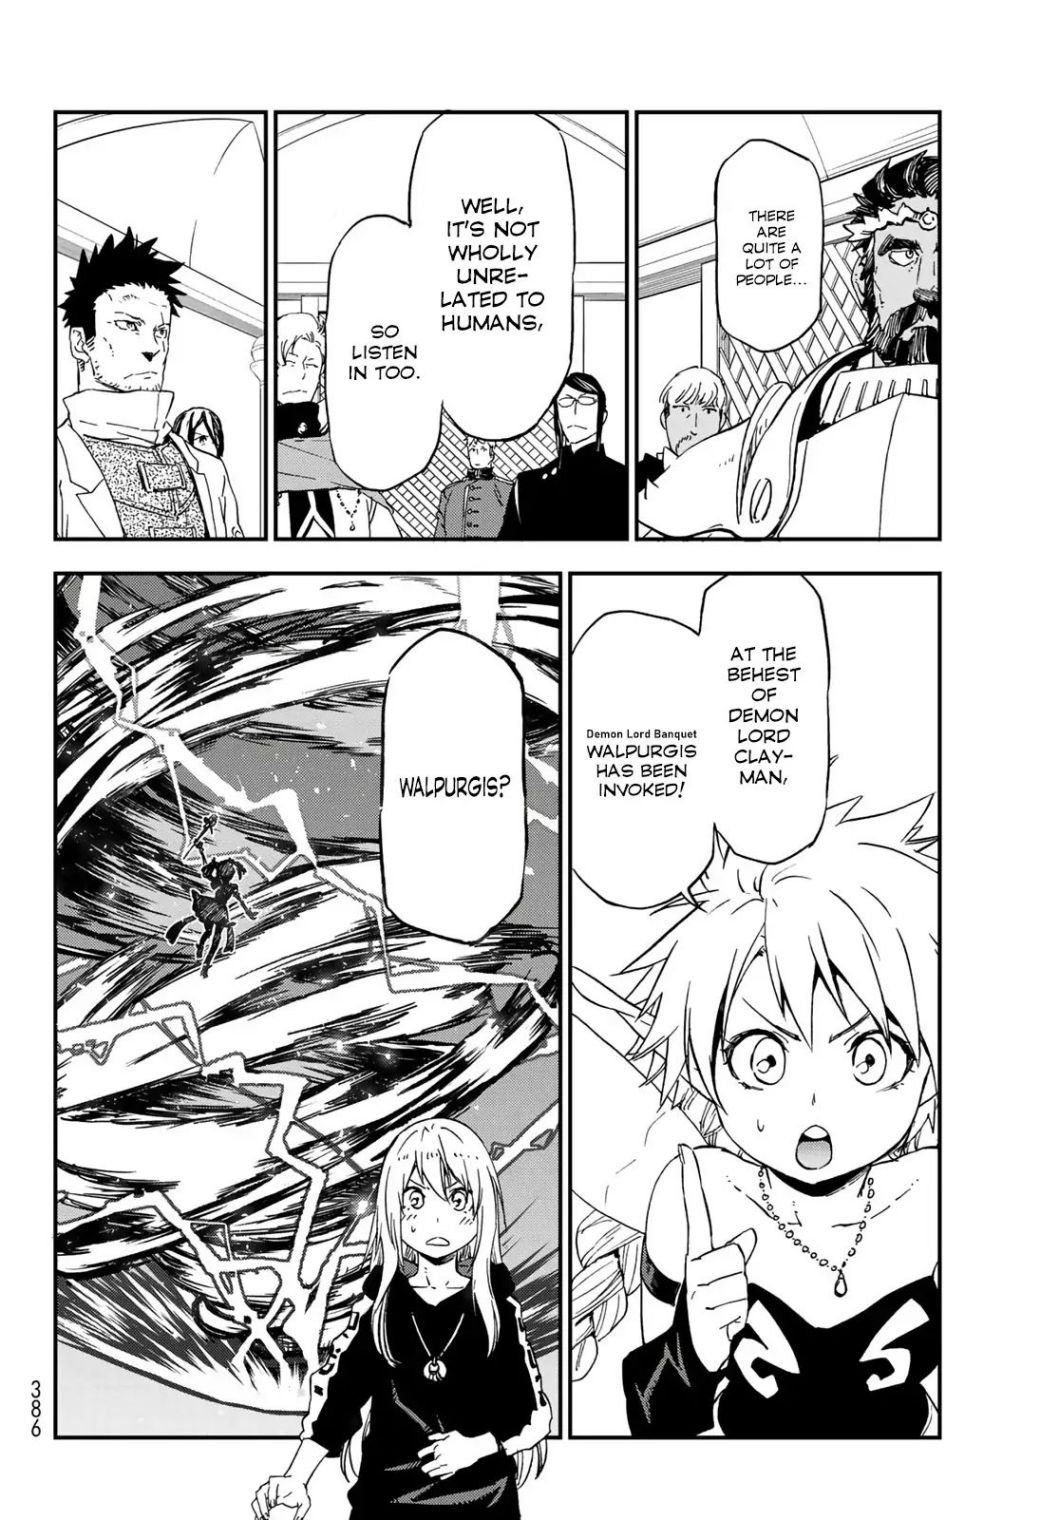 THERE
ARE
QUITE A
LOT OF
PEOPLE...
WELL,
IT'S NOT
WHOLLY
UNRE-
LATED TO
HUMANS,
SO
LISTEN
IN TOO.
AT THE
BEHEST
OF
DEMON
LORD
CLAY-
MAN,
Demon Lord Banquet
WALPURGIS
HAS BEEN
INVOKED!
WALPURGIS?
386